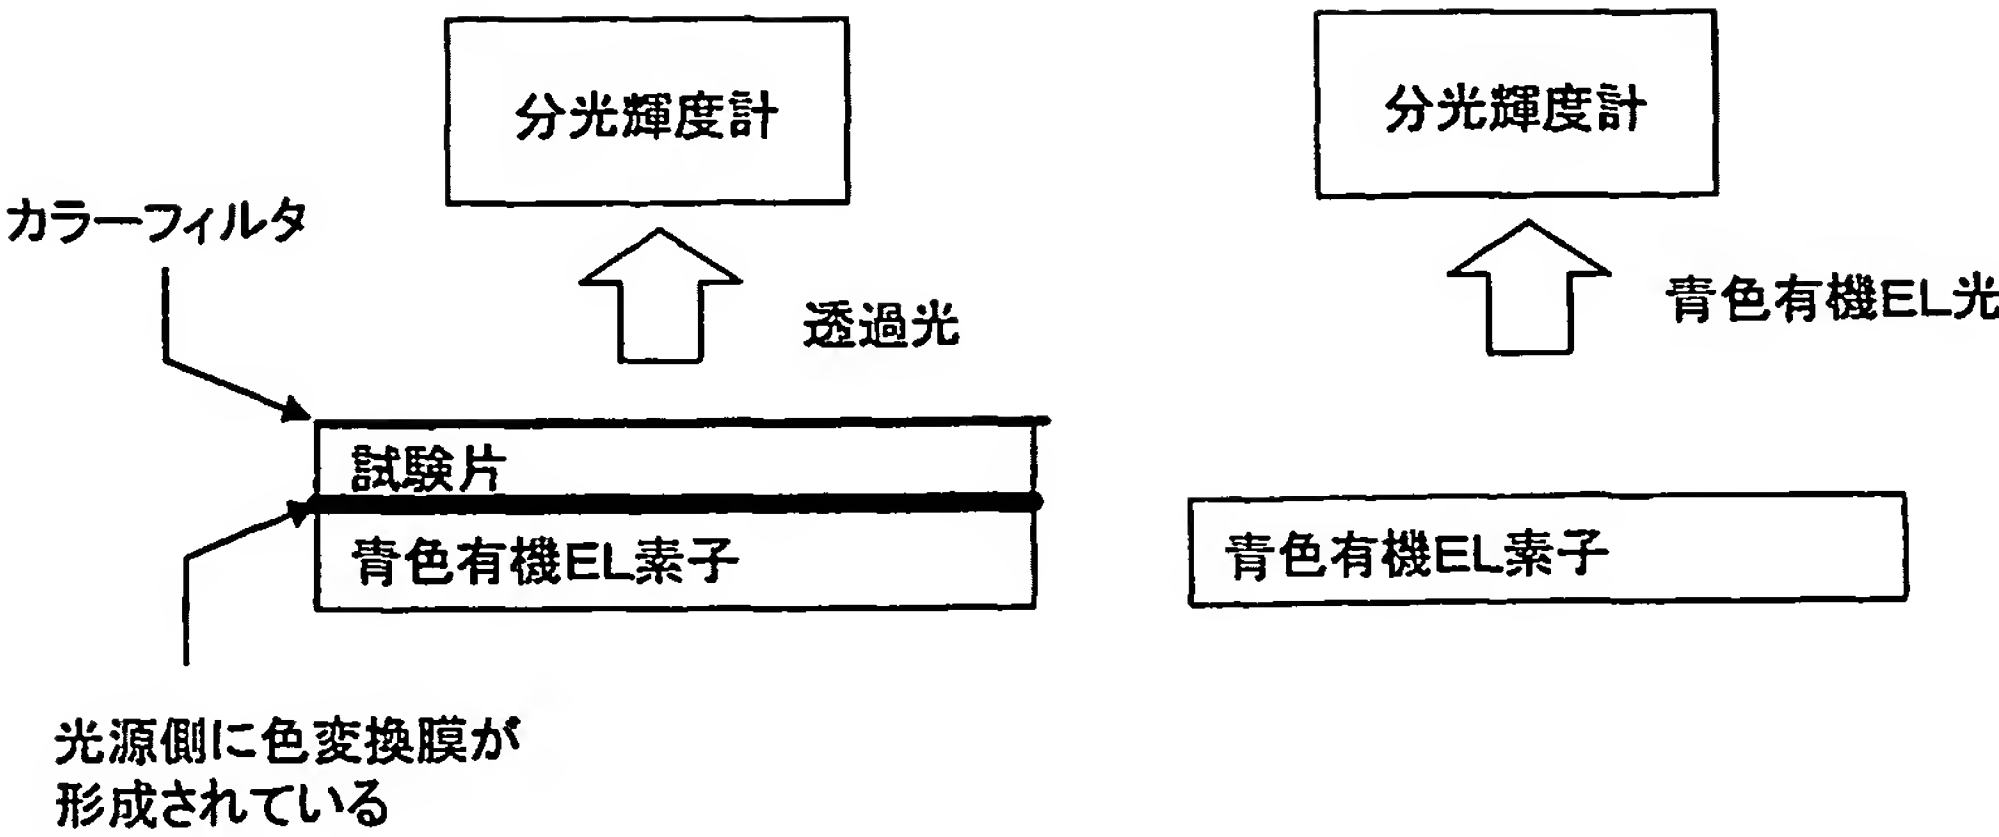 分光輝度計
分光輝度計
カラーフィルタ
透過光
青色有機EL光
試験片
青色有機EL素子
青色有機EL素子
光源側に色変換膜が
形成されている